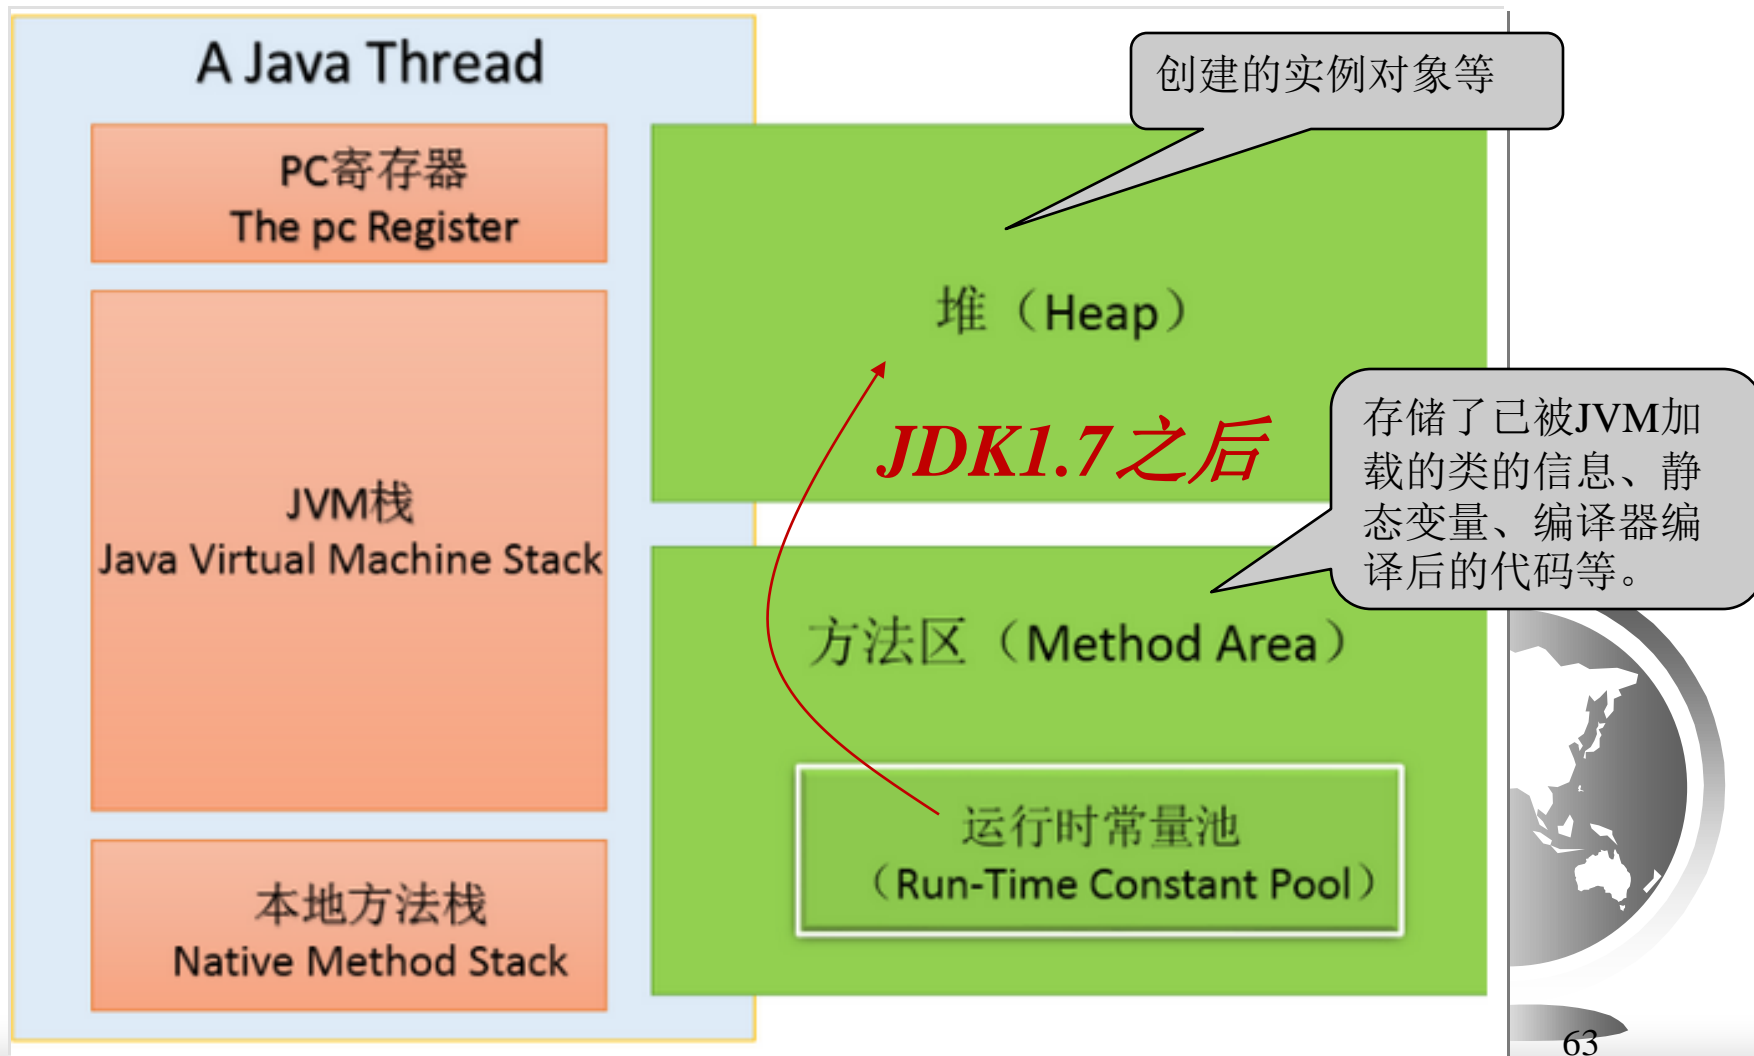 A Java Thread
PC寄存器
The pc Register
JVM栈
Java Virtual Machine Stack
本地方法栈
Native Method Stack
创建的实例对象等
堆（Heap）
JDK1.7之后
存储了已被JVM加
载的类的信息、静
态变量、编译器编
译后的代码等。
方法区（Method Area）
运行时常量池
（Run-Time Constant Pool）
63